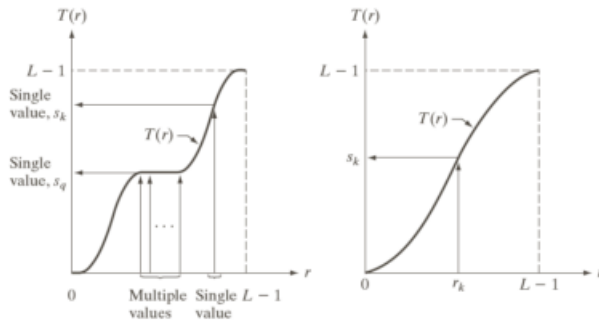 T(r)
L − 1
Single
value, s_k
T(r)
Single
value, s_q
...
r
0
Multiple
values
Single
value
L − 1
T(r)
L − 1
T(r)
s_k
0
r_k
L − 1